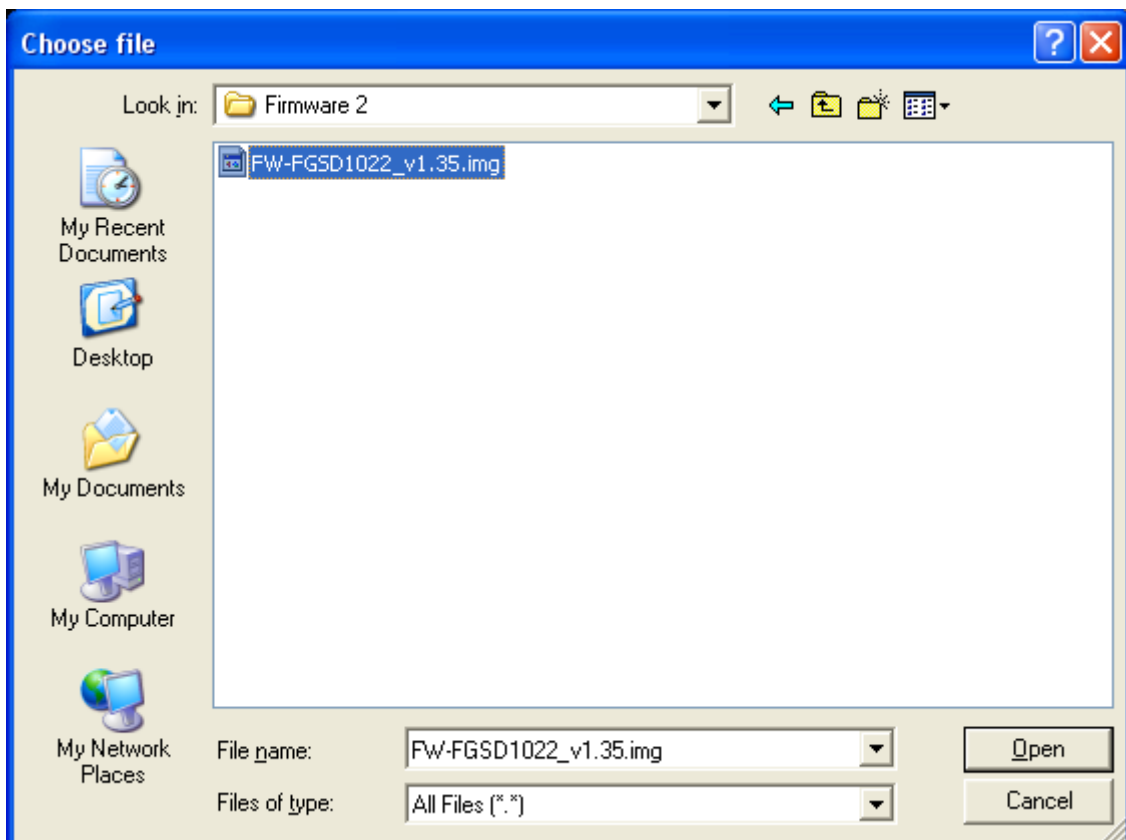 Choose file
Look in: Firmware 2
FW-FGSD1022_v1.35.img
My Recent
Documents
Desktop
My Documents
My Computer
My Network
Places
File name: FW-FGSD1022_v1.35.img Open
Files of type: All Files (*.*) Cancel